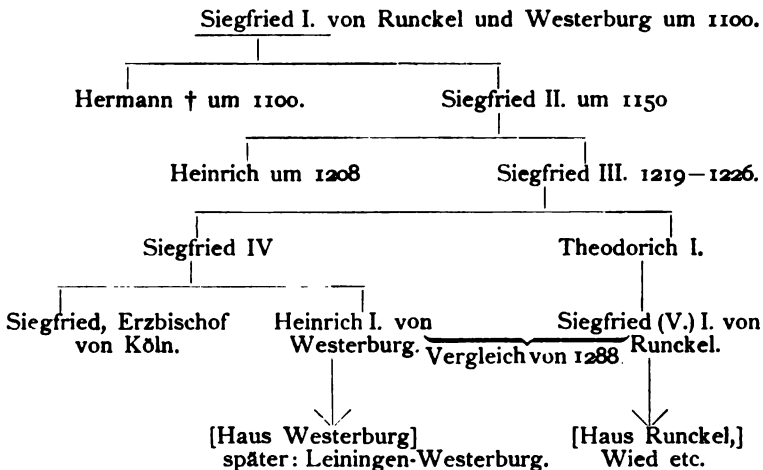 Siegfried I. von Runckel und Westerburg um 1100.
Hermann † um 1100.
Siegfried II. um 1150
Heinrich um 1208
Siegfried III. 1219–1226.
Siegfried IV
Theodorich I.
Siegfried, Erzbischof
von Köln.
Heinrich I. von
Westerburg.
Vergleich von 1288
Siegfried (V.) I. von
Runckel.
[Haus Westerburg]
später: Leiningen-Westerburg.
[Haus Runckel,]
Wied etc.